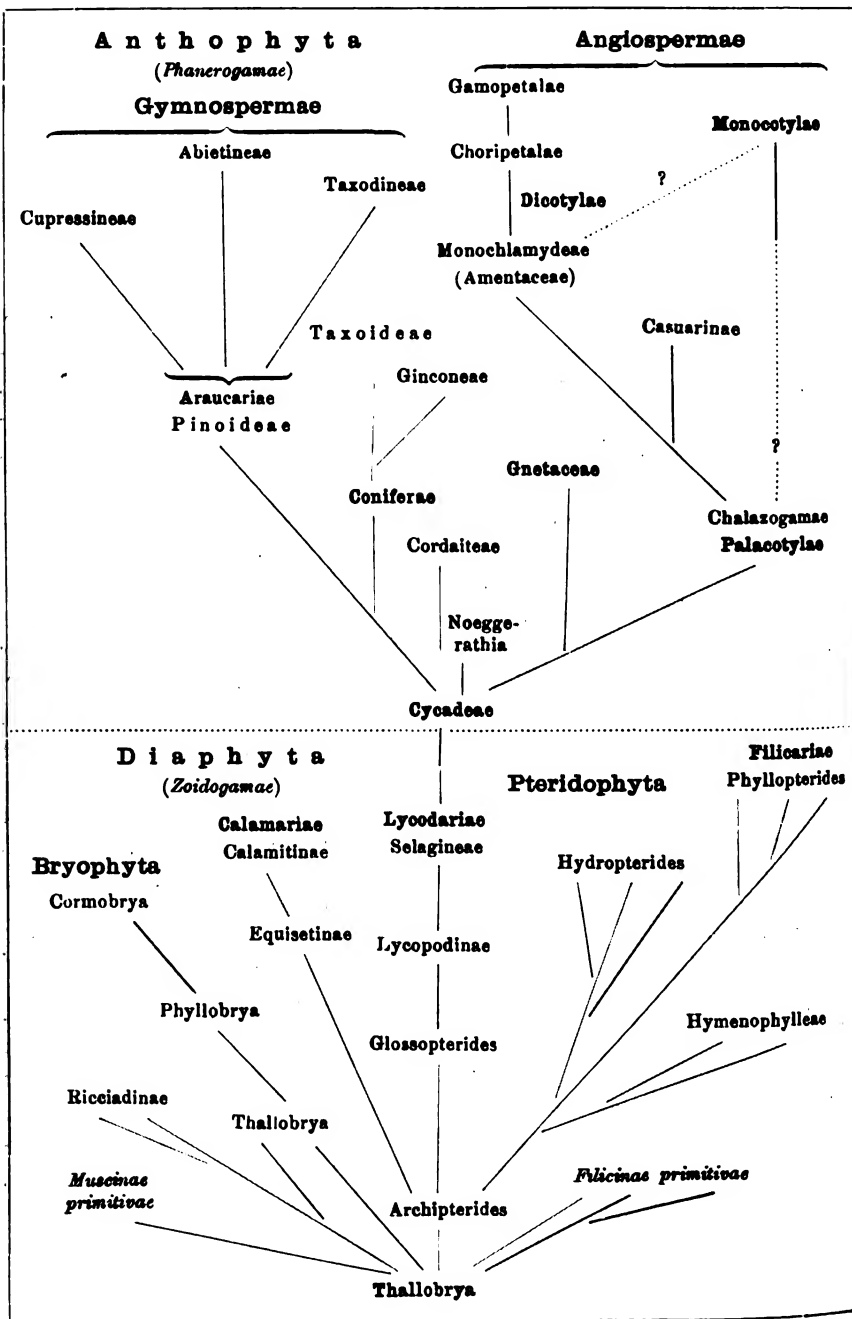 Anthophyta
(Phanerogamae)
Gymnospermae
Abietineae
Taxodineae
Cupressineae
Taxoideae
Ginconeae
Araucariae
Pinoideae
Coniferae
Cordaiteae
Noegge-
rathia
Angiospermae
Gamopetalae
Monocotylae
Choripetalae
?
Dicotylae
Monochlamydeae
(Amentaceae)
Casuarinae
?
Gnetaceae
Chalazogamae
Palaeotylae
Cycadeae
Diaphyta
(Zoidogamae)
Calamariae
Calamitinae
Bryophyta
Cormobrya
Equisetinae
Phyllobrya
Ricciadinae
Thallobrya
Muscinae
primitivae
Lycodariae
Selagineae
Lycopodinae
Glossopterides
Archipterides
Pteridophyta
Filicariae
Phyllopterides
Hydropterides
Hymenophylleae
Filicinae primitivae
Thallobrya